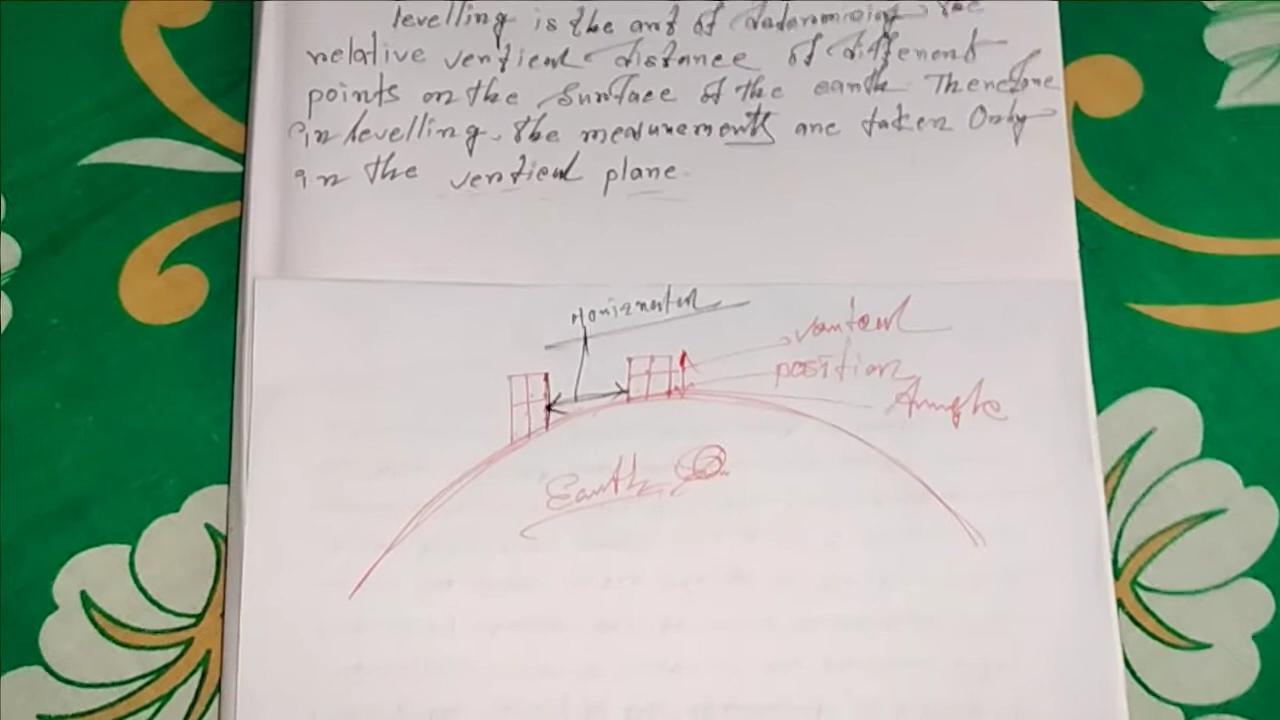 levelling is the art of determining the
relative vertical distance of different
points on the surface of the earth Therefore
in levelling, the measurements are taken Only
in the vertical plane.
Horizontal
vertical
position
Angle
Earth